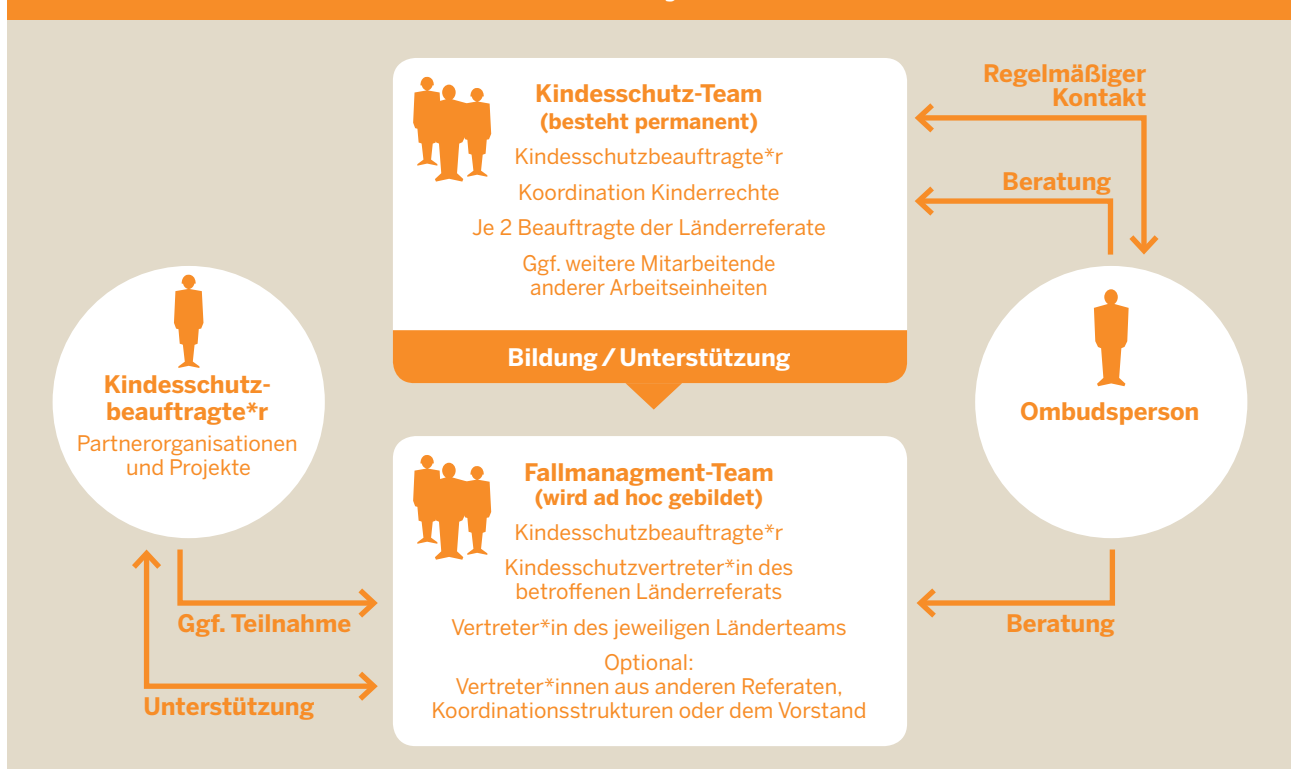 Kindesschutz-Team
(besteht permanent)
Kindesschutzbeauftragte*r
Koordination Kinderrechte
Je 2 Beauftragte der Länderreferate
Ggf. weitere Mitarbeitende
anderer Arbeitseinheiten
Bildung / Unterstützung
Regelmäßiger
Kontakt
Beratung
Kindesschutz-
beauftragte*r
Partnerorganisationen
und Projekte
Ombudsperson
Fallmanagment-Team
(wird ad hoc gebildet)
Kindesschutzbeauftragte*r
Kindesschutzvertreter*in des
betroffenen Länderreferats
Vertreter*in des jeweiligen Länderteams
Optional:
Vertreter*innen aus anderen Referaten,
Koordinationsstrukturen oder dem Vorstand
Ggf. Teilnahme
Unterstützung
Beratung